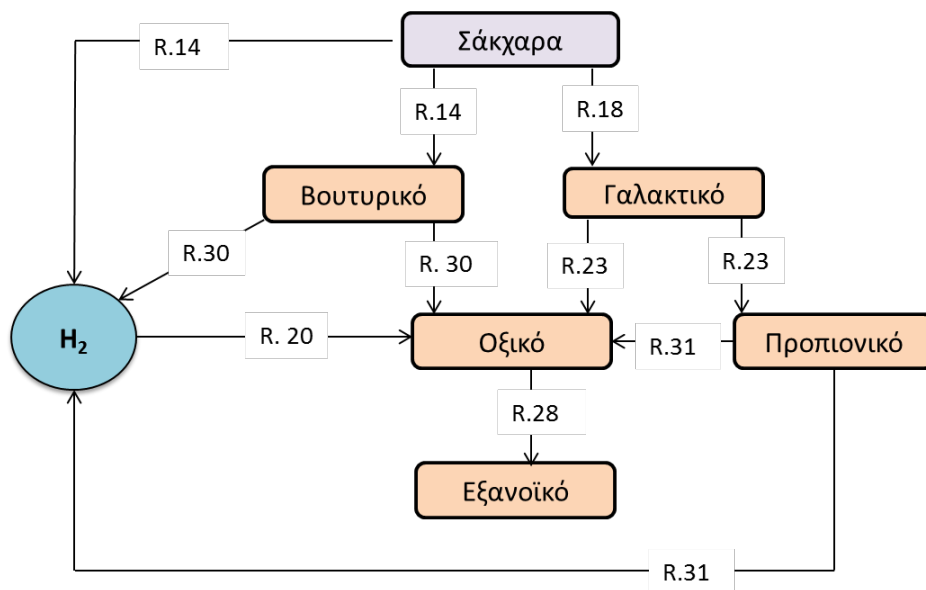 Σάκχαρα
R.14
R.14
R.18
Βουτυρικό
Γαλακτικό
R.30
R. 30
R.23
R.23
H₂
R. 20
Οξικό
R.31
Προπιονικό
R.28
Εξανοϊκό
R.31